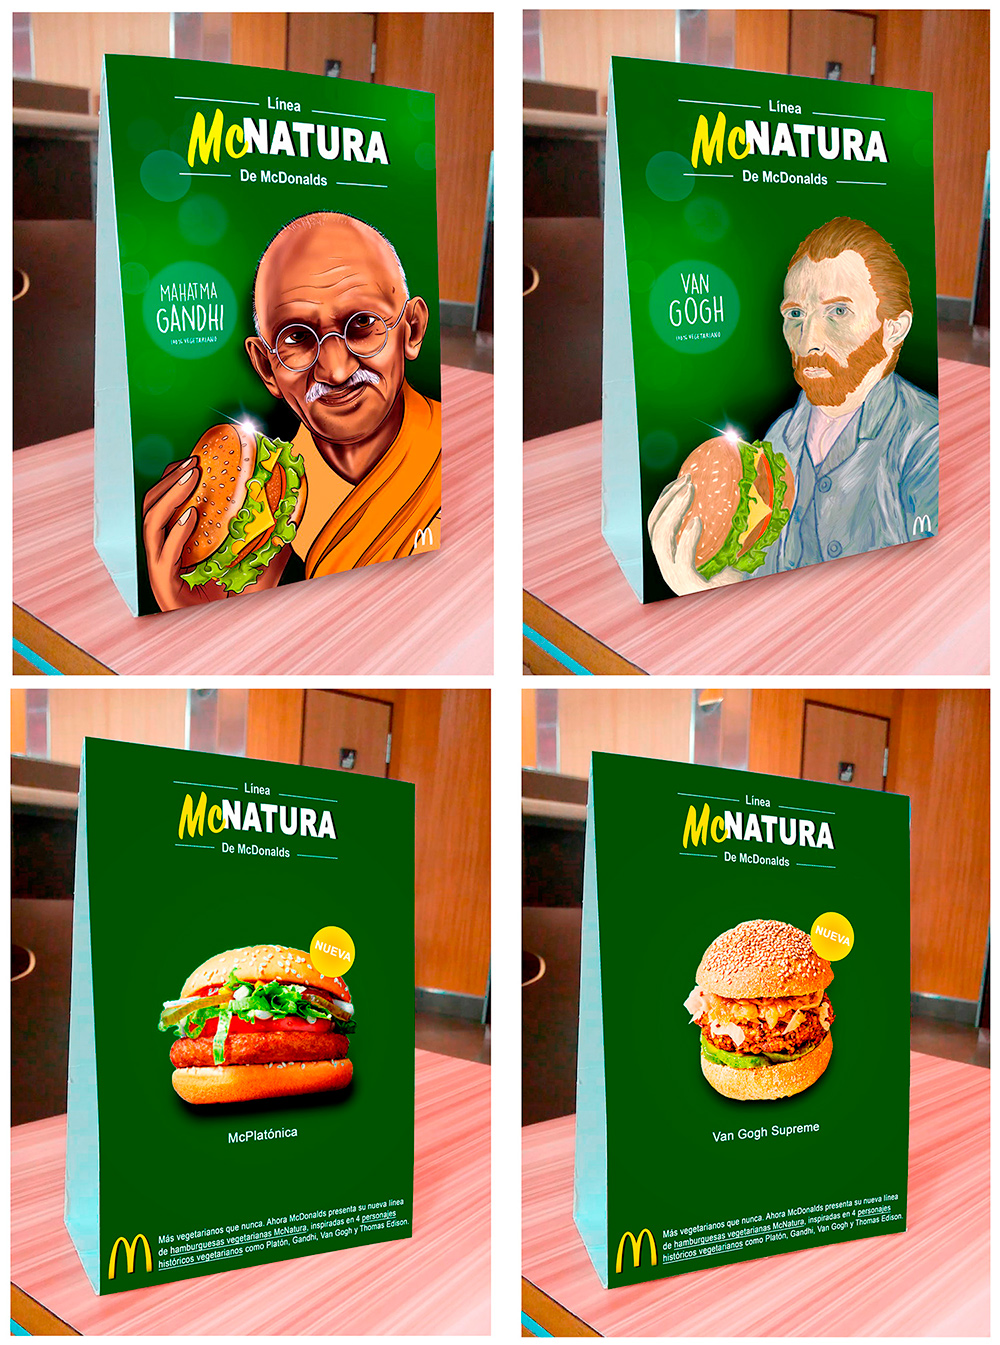 Línea
McNATURA
De McDonalds
MAHATMA
GANDHI
100% VEGETARIANO
Línea
McNATURA
De McDonalds
VAN
GOGH
100% VEGETARIANO
Línea
McNATURA
De McDonalds
NUEVA
McPlatónica
Más vegetarianos que nunca. Ahora McDonalds presenta su nueva línea
de hamburguesas vegetarianas McNatura, inspiradas en 4 personajes
históricos vegetarianos como Platón, Gandhi, Van Gogh y Thomas Edison.
Línea
McNATURA
De McDonalds
NUEVA
Van Gogh Supreme
Más vegetarianos que nunca. Ahora McDonalds presenta su nueva línea
de hamburguesas vegetarianas McNatura, inspiradas en 4 personajes
históricos vegetarianos como Platón, Gandhi, Van Gogh y Thomas Edison.